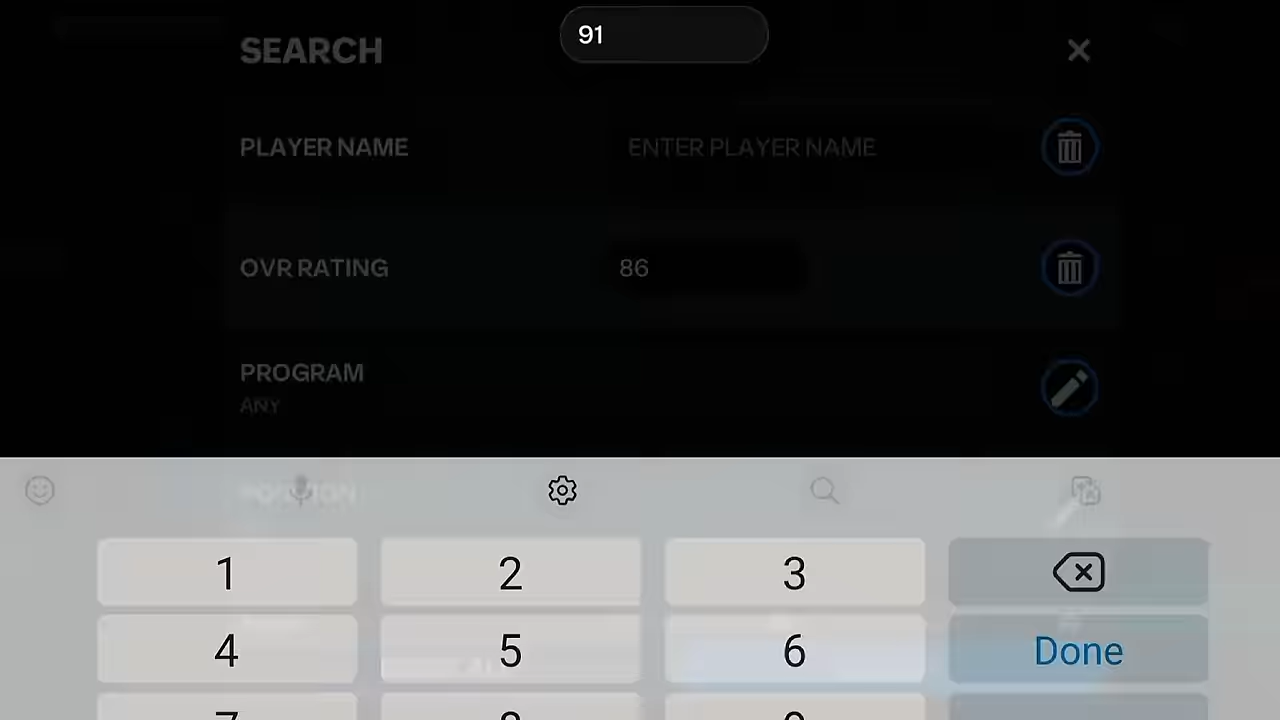 91
SEARCH
PLAYER NAME
ENTER PLAYER NAME
OVR RATING
86
PROGRAM
ANY
POSITION
1
2
3
4
5
6
Done